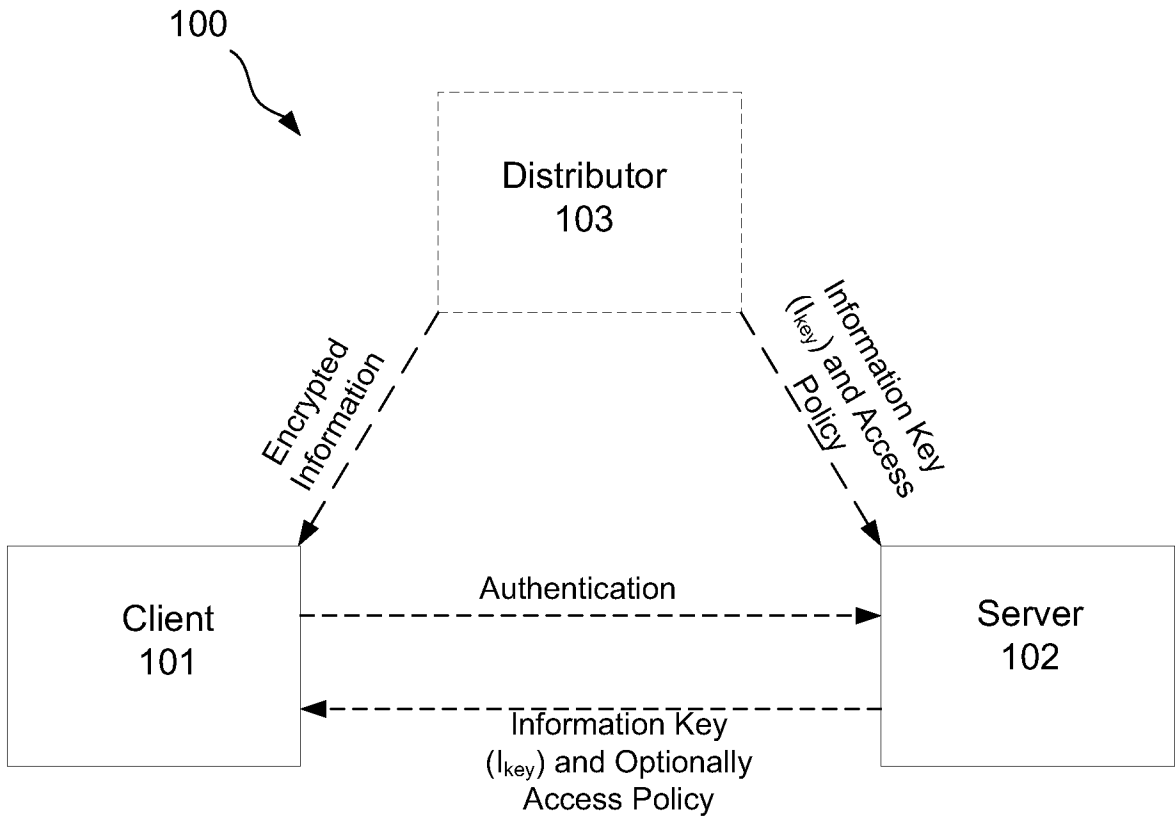 100
Distributor
103
Encrypted
Information
Information Key
(Ikey) and Access
Policy
Authentication
Client
101
Server
102
Information Key
(Ikey) and Optionally
Access Policy